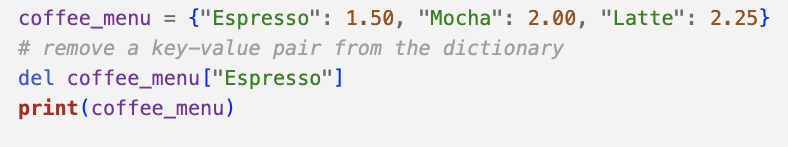 coffee_menu = {"Espresso": 1.50, "Mocha": 2.00, "Latte": 2.25}
# remove a key-value pair from the dictionary
del coffee_menu["Espresso"]
print(coffee_menu)